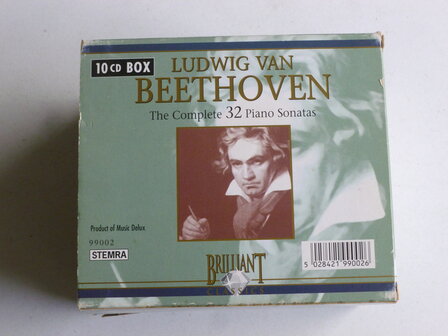 10 CD BOX
LUDWIG VAN
BEETHOVEN
The Complete 32 Piano Sonatas
Product of Music Delux
99002
STEMRA
5 028421 990026
BRILLIANT
CLASSICS